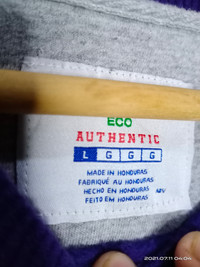 ECO
AUTHENTIC
L G G G
MADE IN HONDURAS
FABRIQUÉ AU HONDURAS
HECHO EN HONDURAS
FEITO EM HONDURAS
2021.07.11 04:04